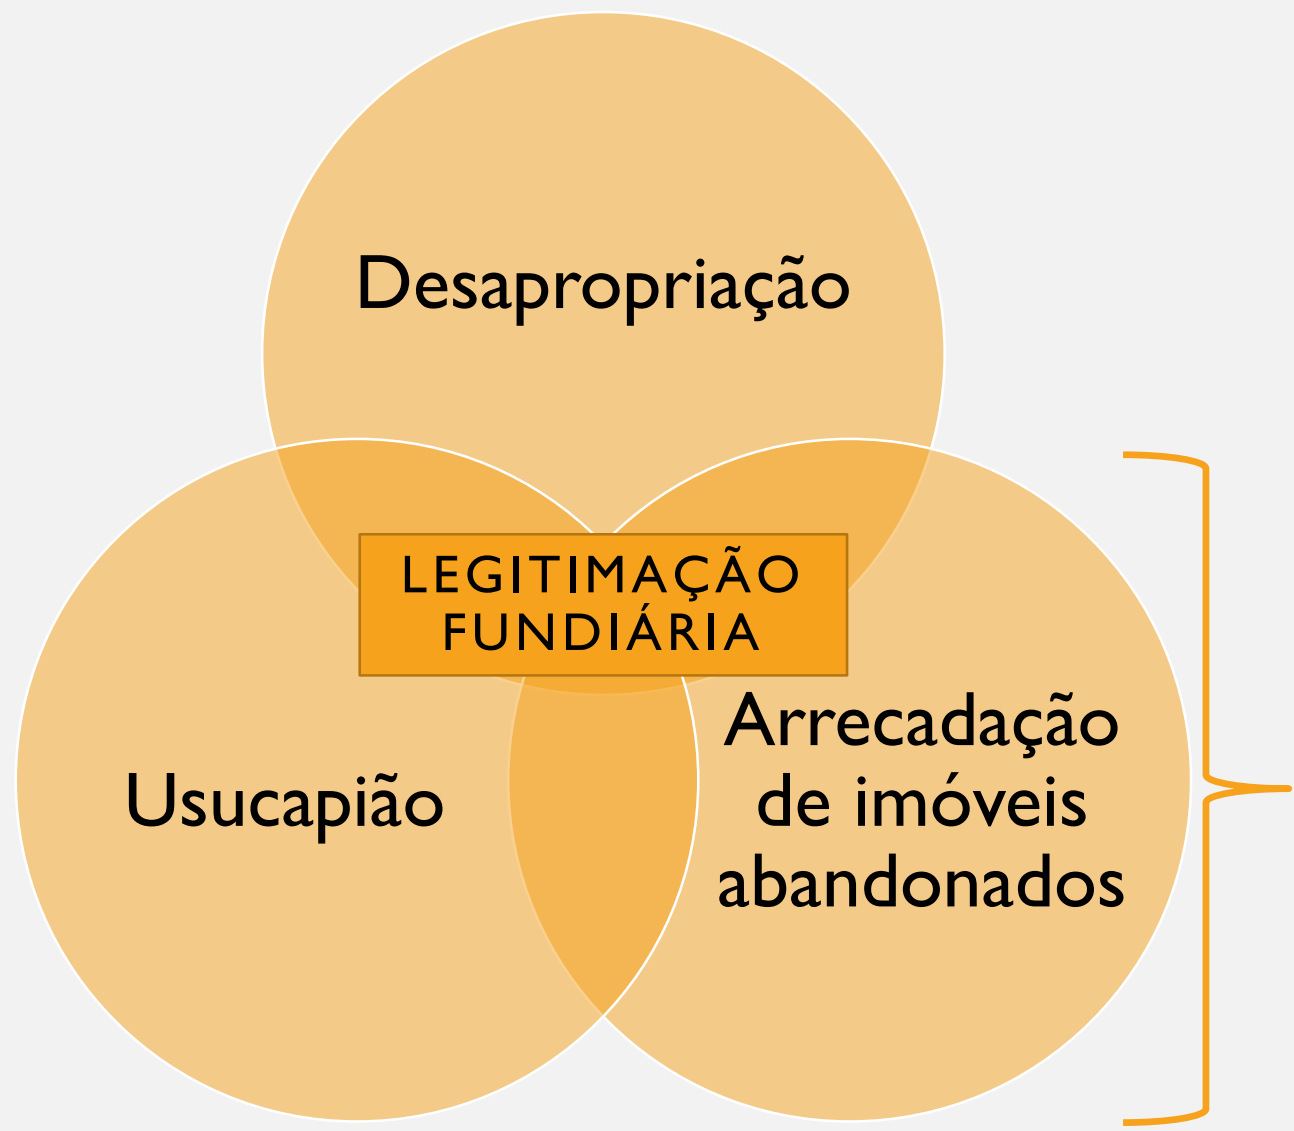 Desapropriação
LEGITIMAÇÃO
FUNDIÁRIA
Usucapião
Arrecadação
de imóveis
abandonados